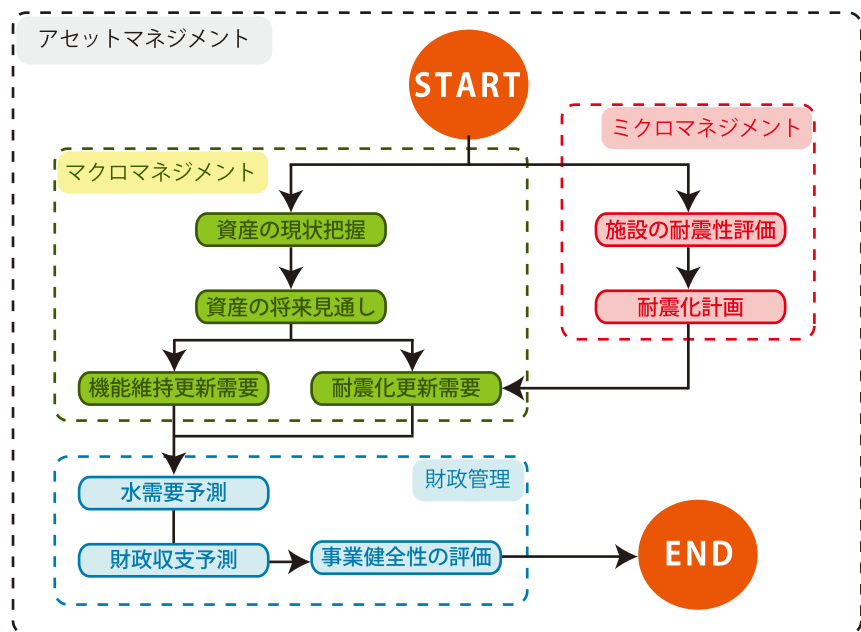 アセットマネジメント
START
ミクロマネジメント
マクロマネジメント
資産の現状把握
施設の耐震性評価
資産の将来見通し
耐震化計画
機能維持更新需要
耐震化更新需要
財政管理
水需要予測
財政収支予測
事業健全性の評価
END